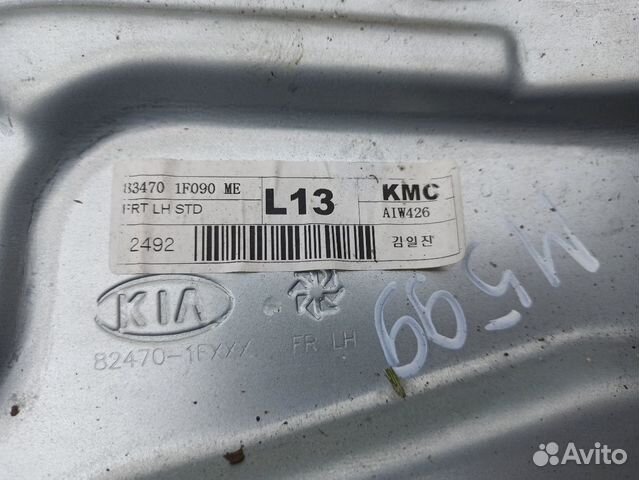 83470 1F090 ME
FRT LH STD
L13
KMC
AIW426
2492
김일진
KIA
82470-1FXXX
FR LH
M599
Avito